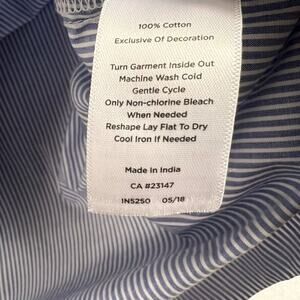 100% Cotton
Exclusive Of Decoration
Turn Garment Inside Out
Machine Wash Cold
Gentle Cycle
Only Non-chlorine Bleach
When Needed
Reshape Lay Flat To Dry
Cool Iron If Needed
Made In India
CA #23147
IN5250 05/18